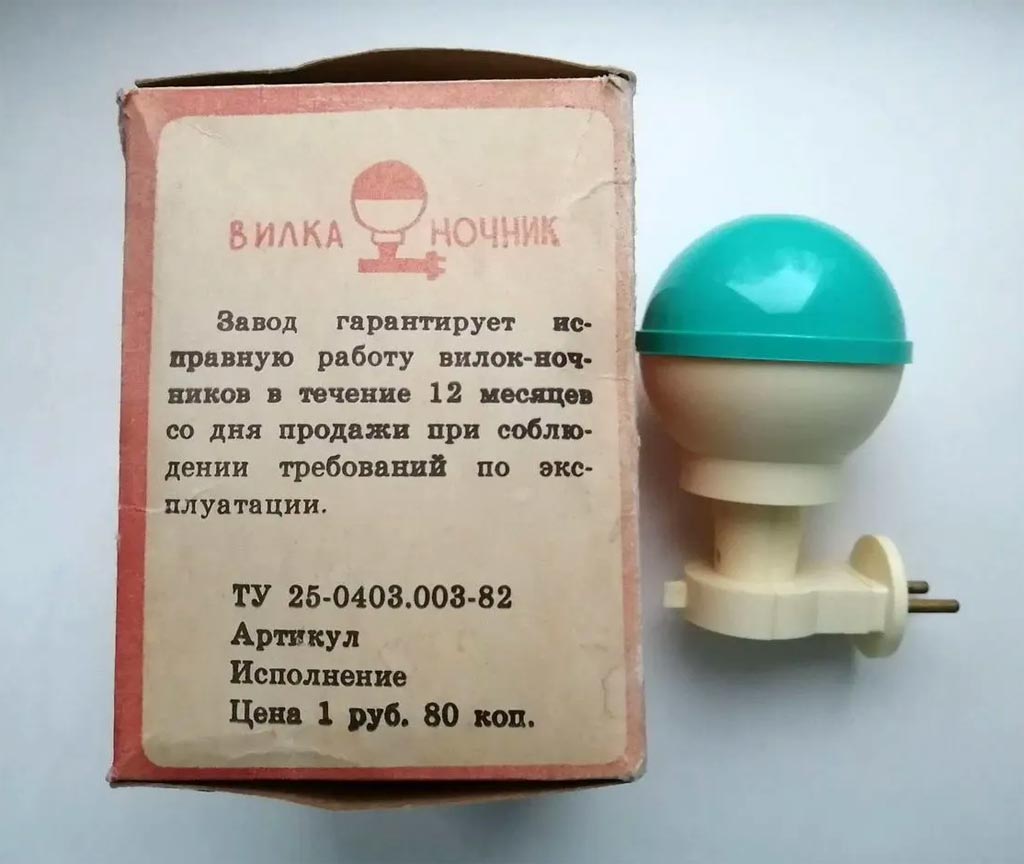 ВИЛКА НОЧНИК
Завод гарантирует ис-
правную работу вилок-ноч-
ников в течение 12 месяцев
со дня продажи при соблю-
дении требований по экс-
плуатации.
ТУ 25-0403.003-82
Артикул
Исполнение
Цена 1 руб. 80 коп.